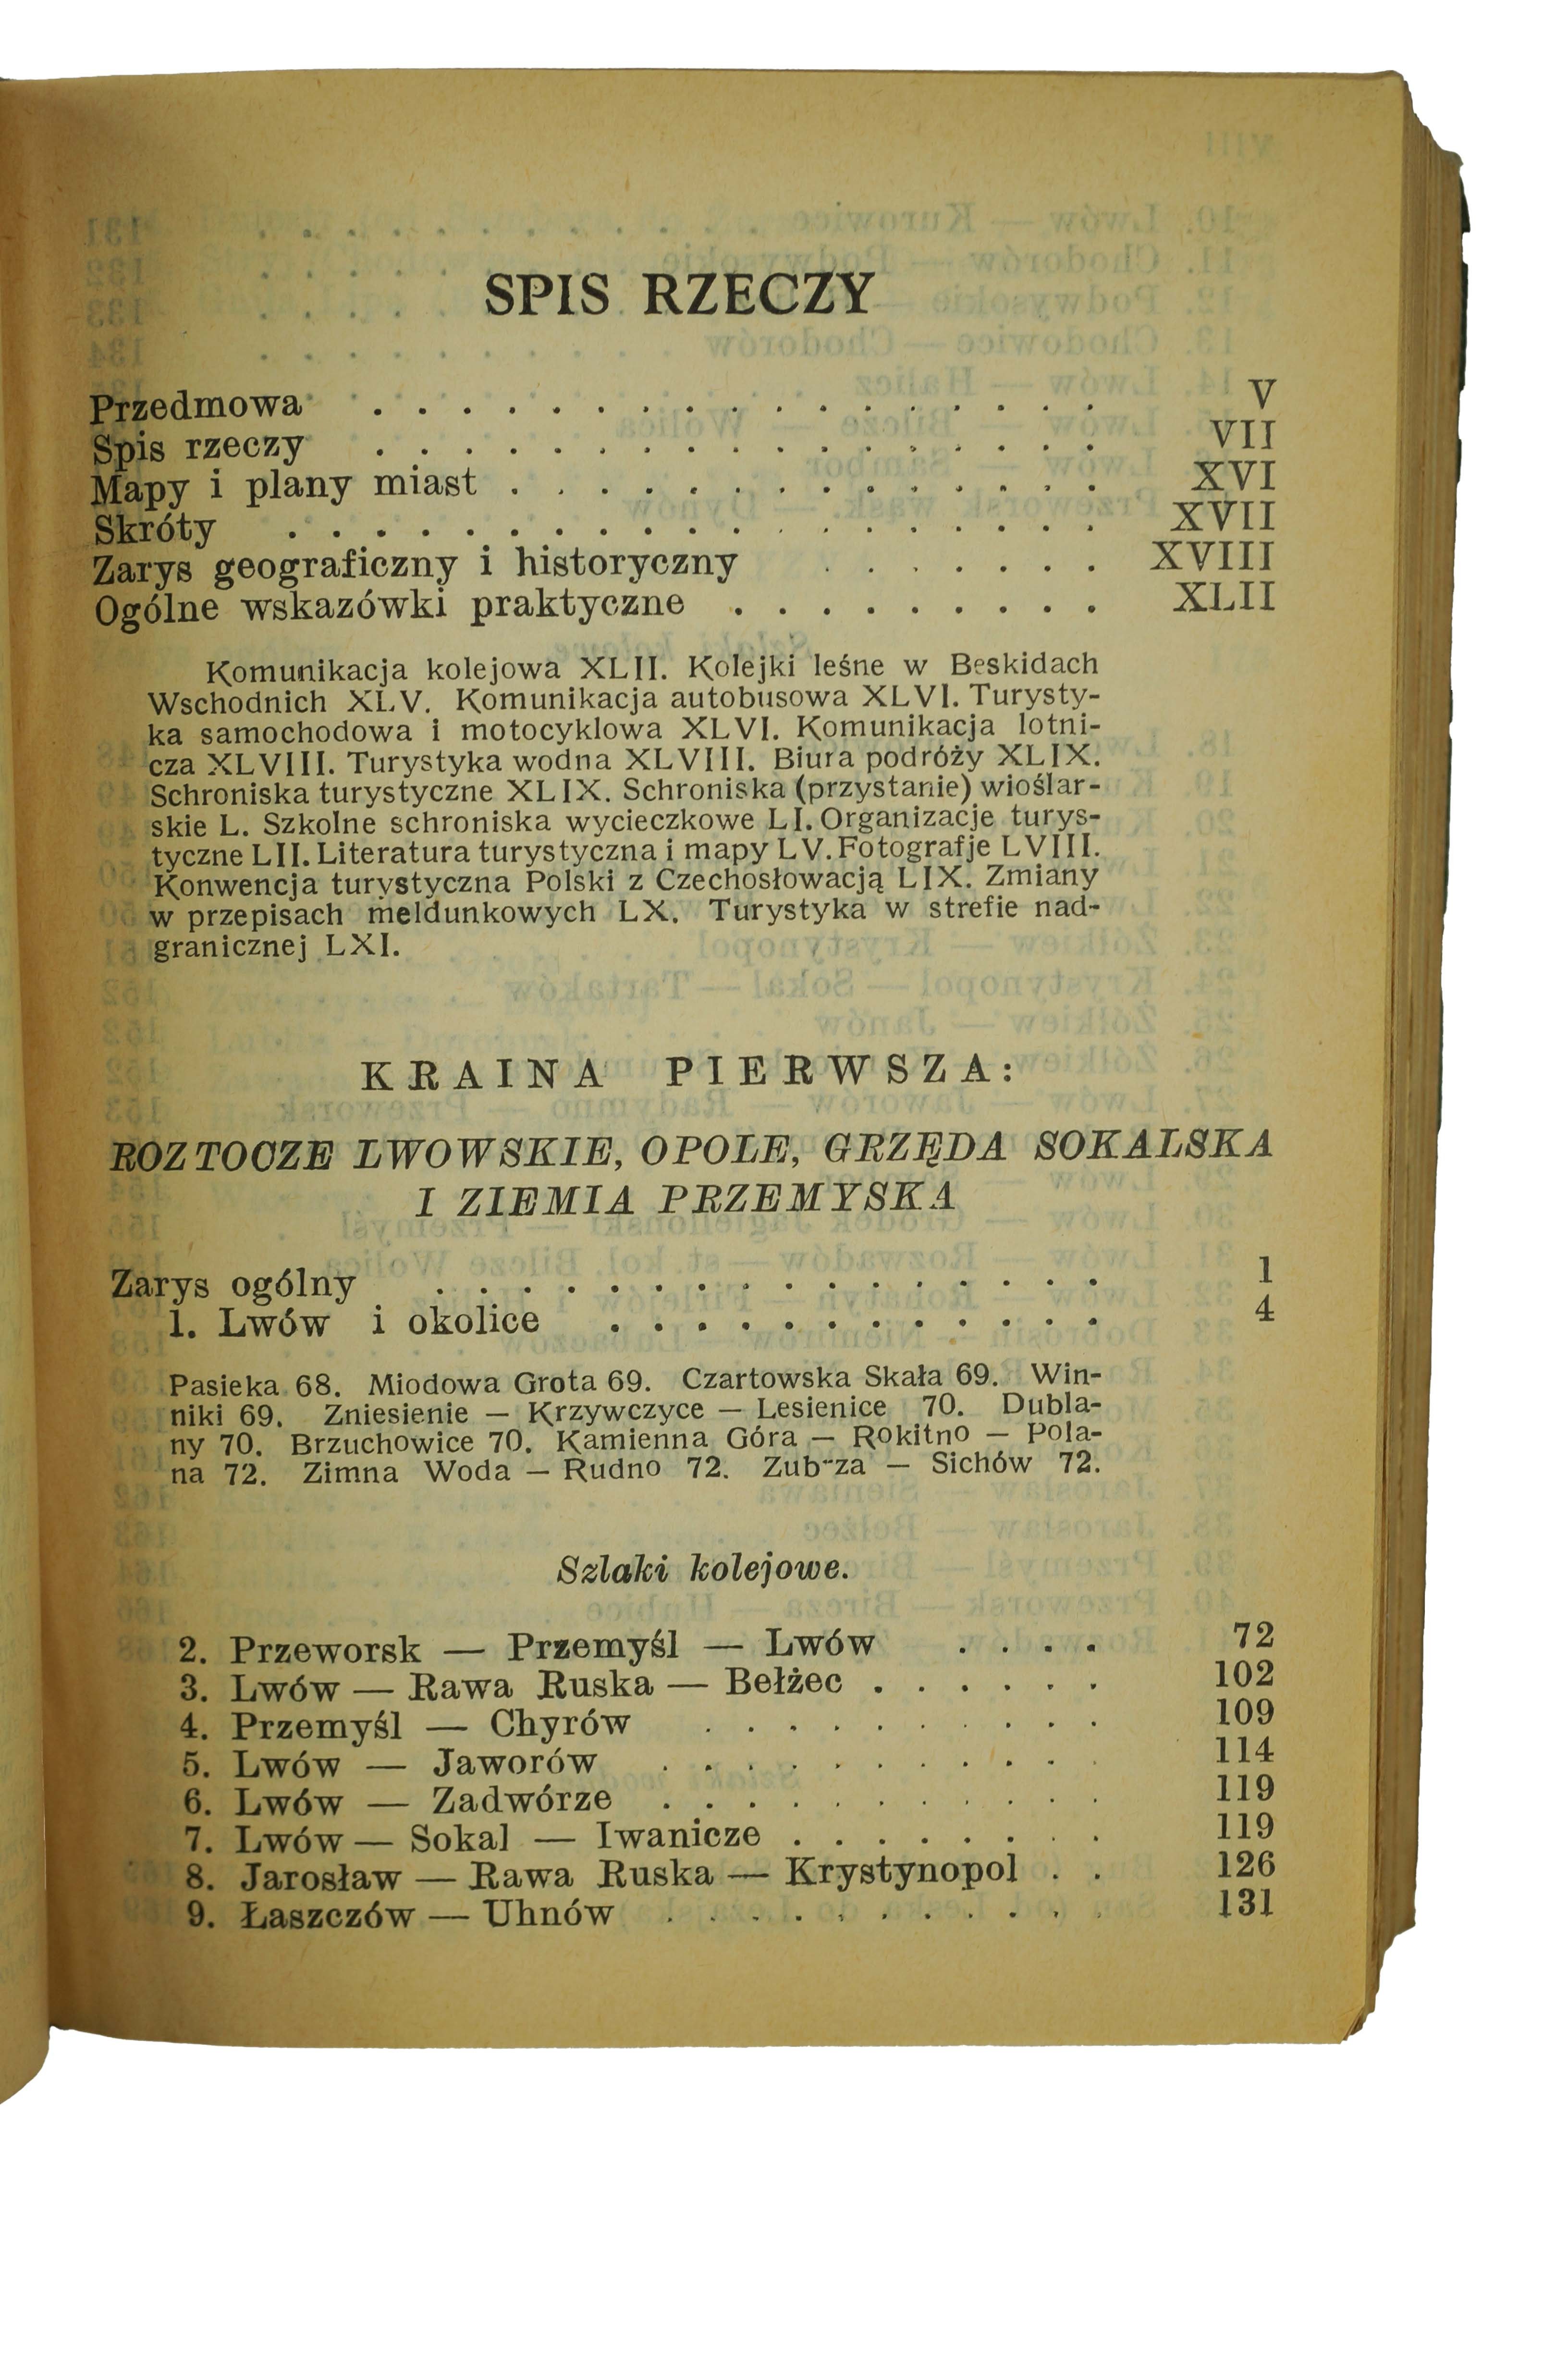 SPIS RZECZY
Przedmowa . . . . . . . . . . . . . . . . . V
Spis rzeczy . . . . . . . . . . . . . . . . . VII
Mapy i plany miast . . . . . . . . . . . . . . XVI
Skróty . . . . . . . . . . . . . . . . . . . XVII
Zarys geograficzny i historyczny . . . . . . . XVIII
Ogólne wskazówki praktyczne . . . . . . . . . XLII
Komunikacja kolejowa XLII. Kolejki leśne w Beskidach
Wschodnich XLV. Komunikacja autobusowa XLVI. Turysty-
ka samochodowa i motocyklowa XLVI. Komunikacja lotni-
cza XLVIII. Turystyka wodna XLVIII. Biura podróży XLIX.
Schroniska turystyczne XLIX. Schroniska (przystanie) wioślar-
skie L. Szkolne schroniska wycieczkowe LI. Organizacje turys-
tyczne LII. Literatura turystyczna i mapy LV. Fotografje LVIII.
Konwencja turystyczna Polski z Czechosłowacją LIX. Zmiany
w przepisach meldunkowych LX. Turystyka w strefie nad-
granicznej LXI.
KRAINA PIERWSZA:
ROZTOCZE LWOWSKIE, OPOLE, GRZĘDA SOKALSKA
I ZIEMIA PRZEMYSKA
Zarys ogólny . . . . . . . . . . . . . . . . 1
1. Lwów i okolice . . . . . . . . . . . . 4
Pasieka 68. Miodowa Grota 69. Czartowska Skała 69. Win-
niki 69. Zniesienie — Krzywczyce — Lesienice 70. Dubla-
ny 70. Brzuchowice 70. Kamienna Góra — Rokitno — Pola-
na 72. Zimna Woda — Rudno 72. — Sichów 72.
Szlaki kolejowe.
2. Przeworsk — Przemyśl — Lwów . . . . 72
3. Lwów — Rawa Ruska — Bełżec . . . . . . 102
4. Przemyśl — Chyrów . . . . . . . . . . 109
5. Lwów — Jaworów . . . . . . . . . . . 114
6. Lwów — Zadwórze . . . . . . . . . . . 119
7. Lwów — Sokal — Iwanicze . . . . . . . . 119
8. Jarosław — Rawa Ruska — Krystynopol . . 126
9. Łaszczów — Uhnów . . . . . . . . . . . 131